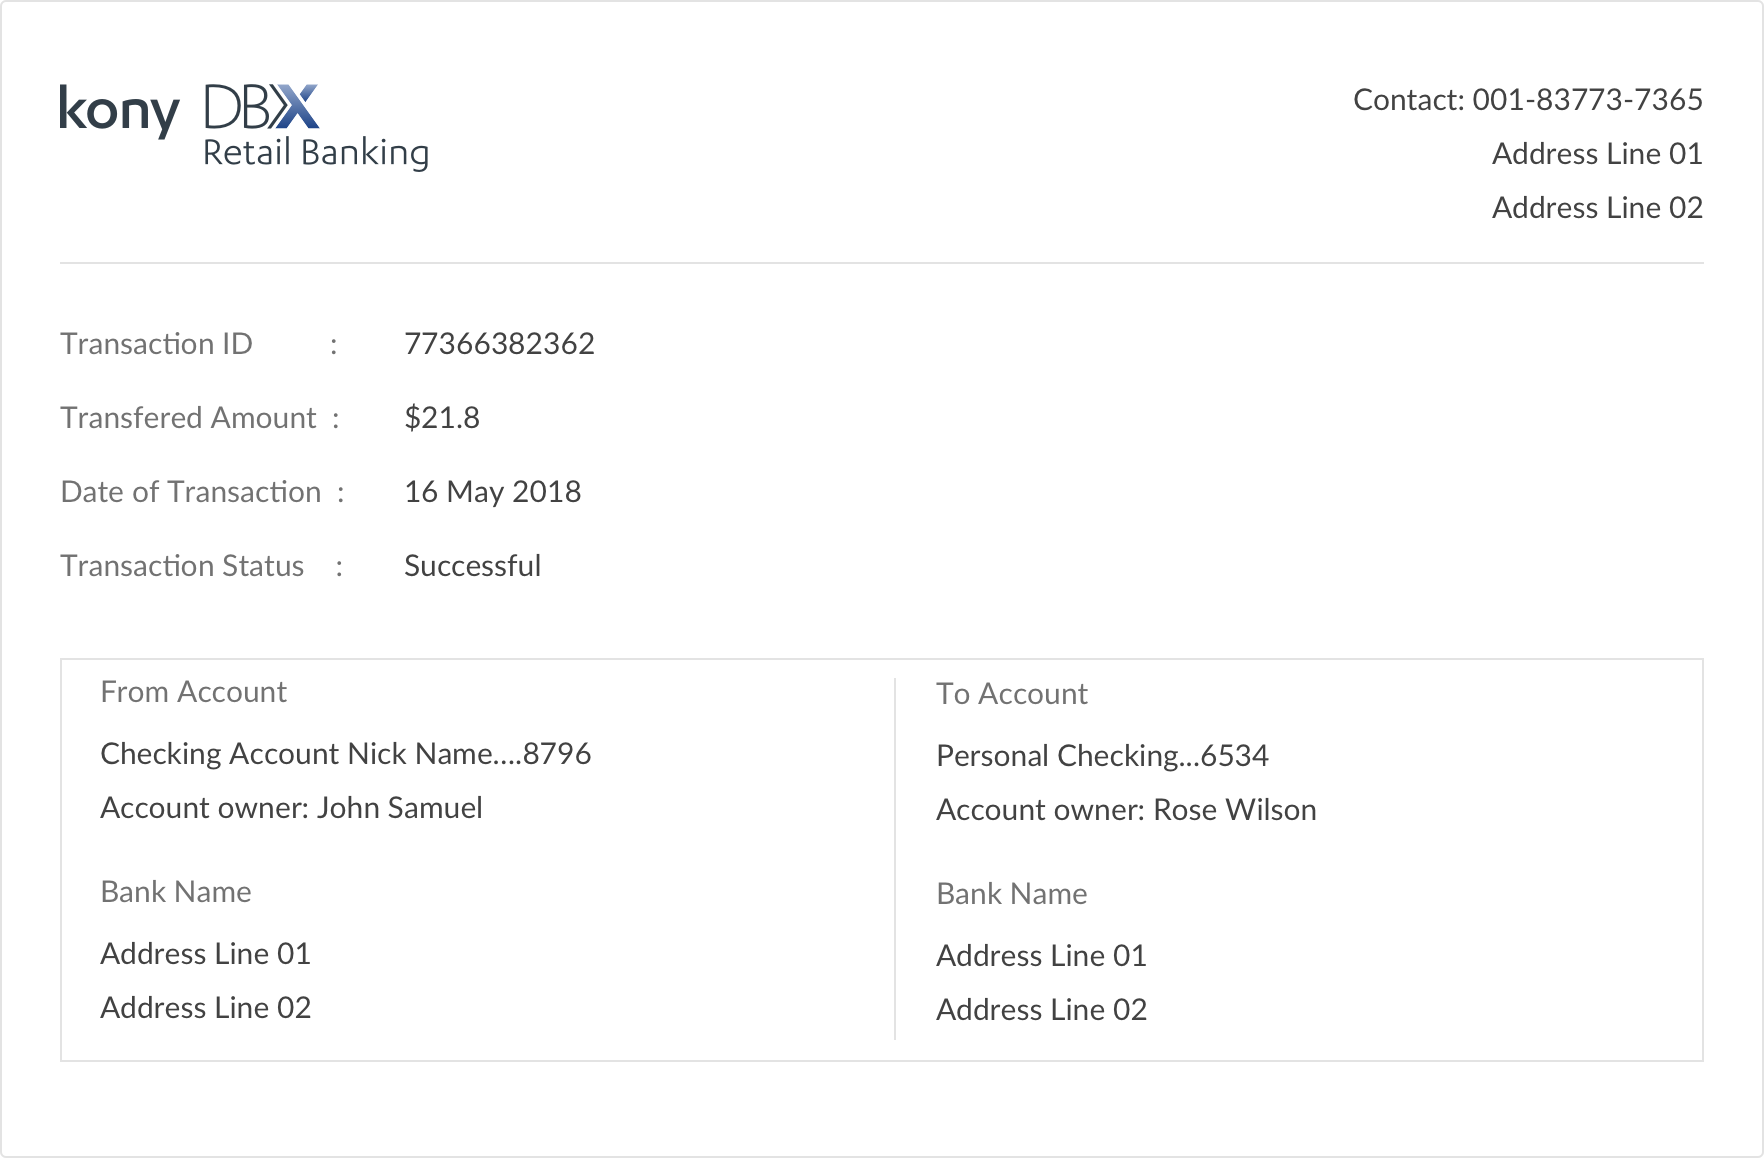 kony DBX
Retail Banking
Contact: 001-83773-7365
Address Line 01
Address Line 02
Transaction ID : 77366382362
Transfered Amount : $21.8
Date of Transaction : 16 May 2018
Transaction Status : Successful
From Account
Checking Account Nick Name....8796
Account owner: John Samuel
Bank Name
Address Line 01
Address Line 02
To Account
Personal Checking...6534
Account owner: Rose Wilson
Bank Name
Address Line 01
Address Line 02